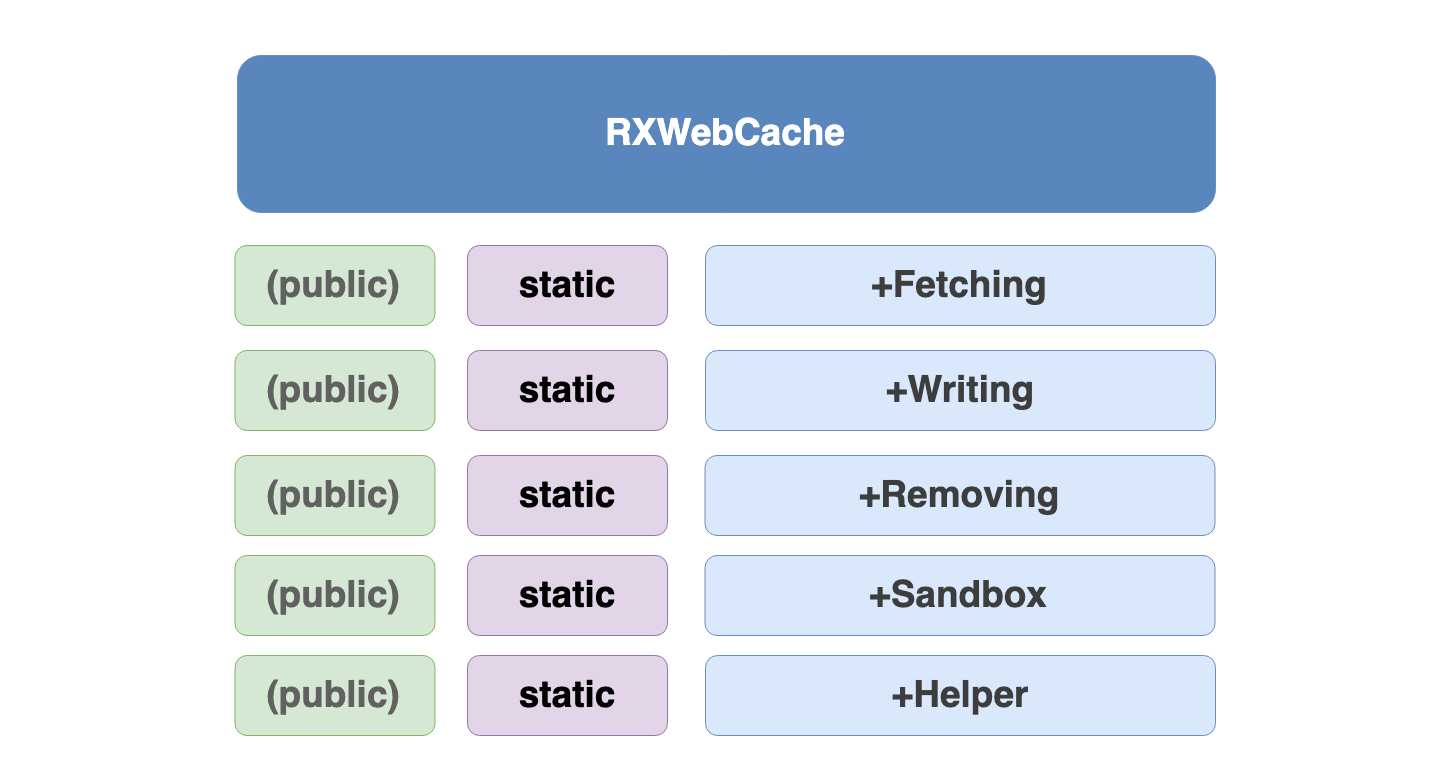 RXWebCache
(public) static +Fetching
(public) static +Writing
(public) static +Removing
(public) static +Sandbox
(public) static +Helper